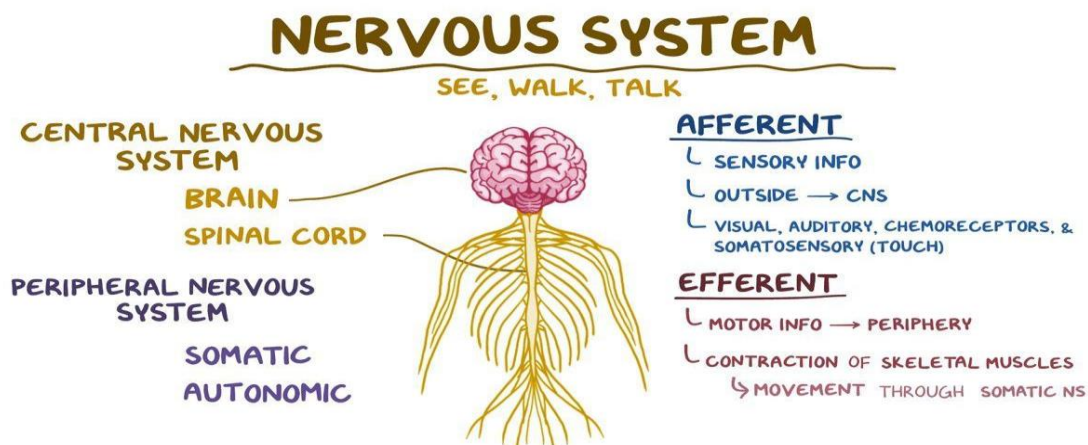 NERVOUS SYSTEM
SEE, WALK, TALK
CENTRAL NERVOUS
SYSTEM
BRAIN
SPINAL CORD
PERIPHERAL NERVOUS
SYSTEM
SOMATIC
AUTONOMIC
AFFERENT
SENSORY INFO
OUTSIDE → CNS
VISUAL, AUDITORY, CHEMORECEPTORS, &
SOMATOSENSORY (TOUCH)
EFFERENT
MOTOR INFO → PERIPHERY
CONTRACTION OF SKELETAL MUSCLES
MOVEMENT THROUGH SOMATIC NS